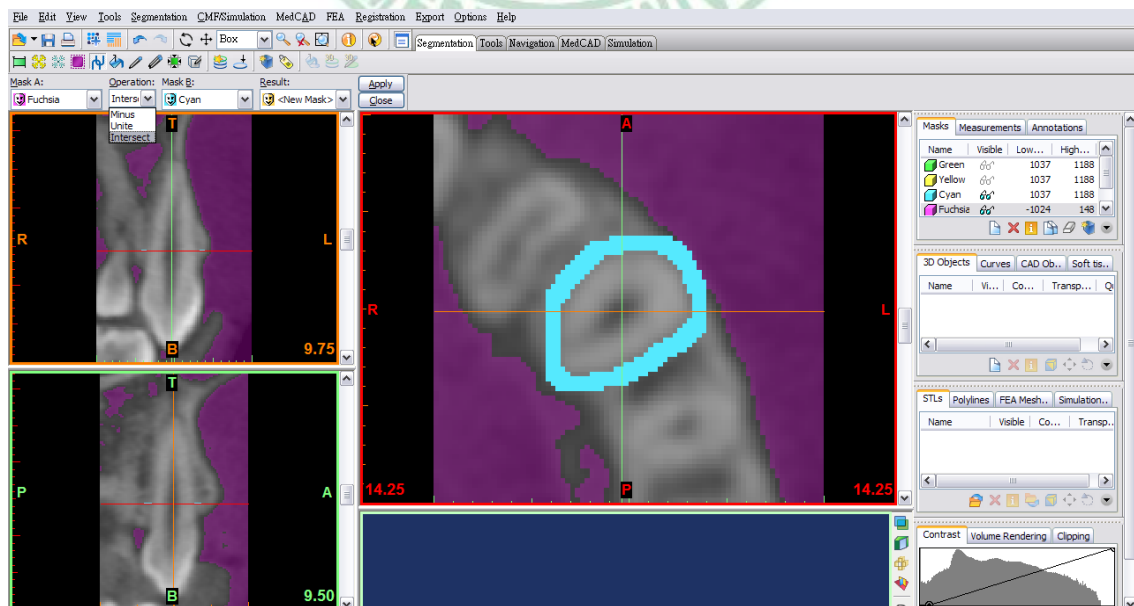 File Edit View Tools Segmentation CMF/Simulation MedCAD FEA Registration Export Options Help
Box Segmentation Tools Navigation MedCAD Simulation
Mask A: Operation: Mask B: Result: Apply
Fuchsia Inters Cyan <New Mask> Close
Minus
Unite
Intersect
T
R L
B 9.75
T
P A
B 9.50
A
R L
14.25 P 14.25
Masks Measurements Annotations
Name Visible Low... High...
Green 1037 1188
Yellow 1037 1188
Cyan 1037 1188
Fuchsia -1024 148
3D Objects Curves CAD Ob.. Soft tis..
Name Vi... Co... Transp...
STLs Polylines FEA Mesh.. Simulation..
Name Visible Co... Transp..
Contrast Volume Rendering Clipping